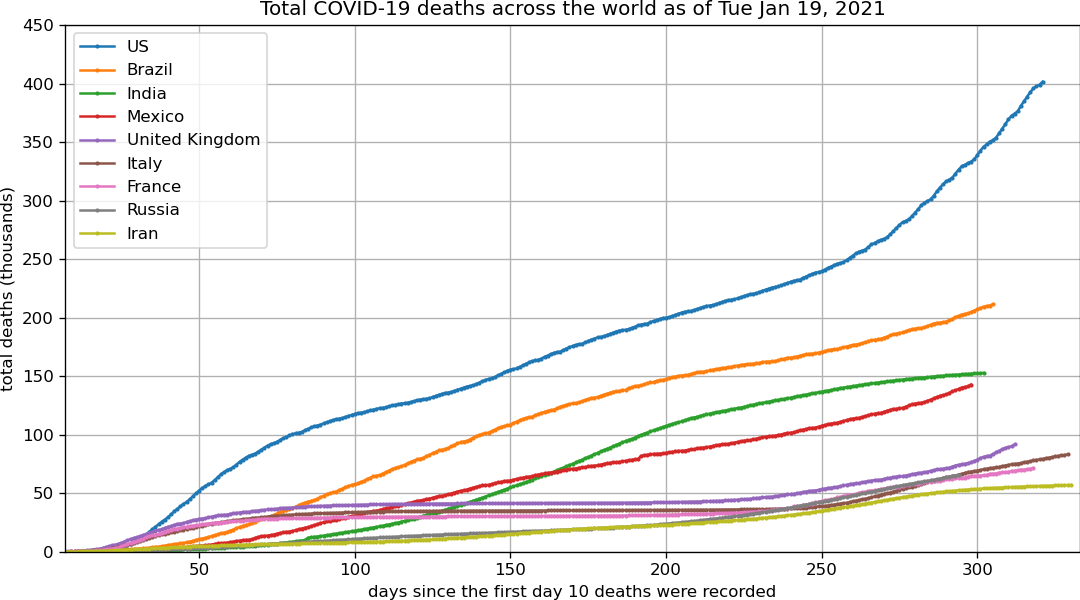 Total COVID-19 deaths across the world as of Tue Jan 19, 2021
total deaths (thousands)
450
400
350
300
250
200
150
100
50
0
US
Brazil
India
Mexico
United Kingdom
Italy
France
Russia
Iran
50 100 150 200 250 300
days since the first day 10 deaths were recorded